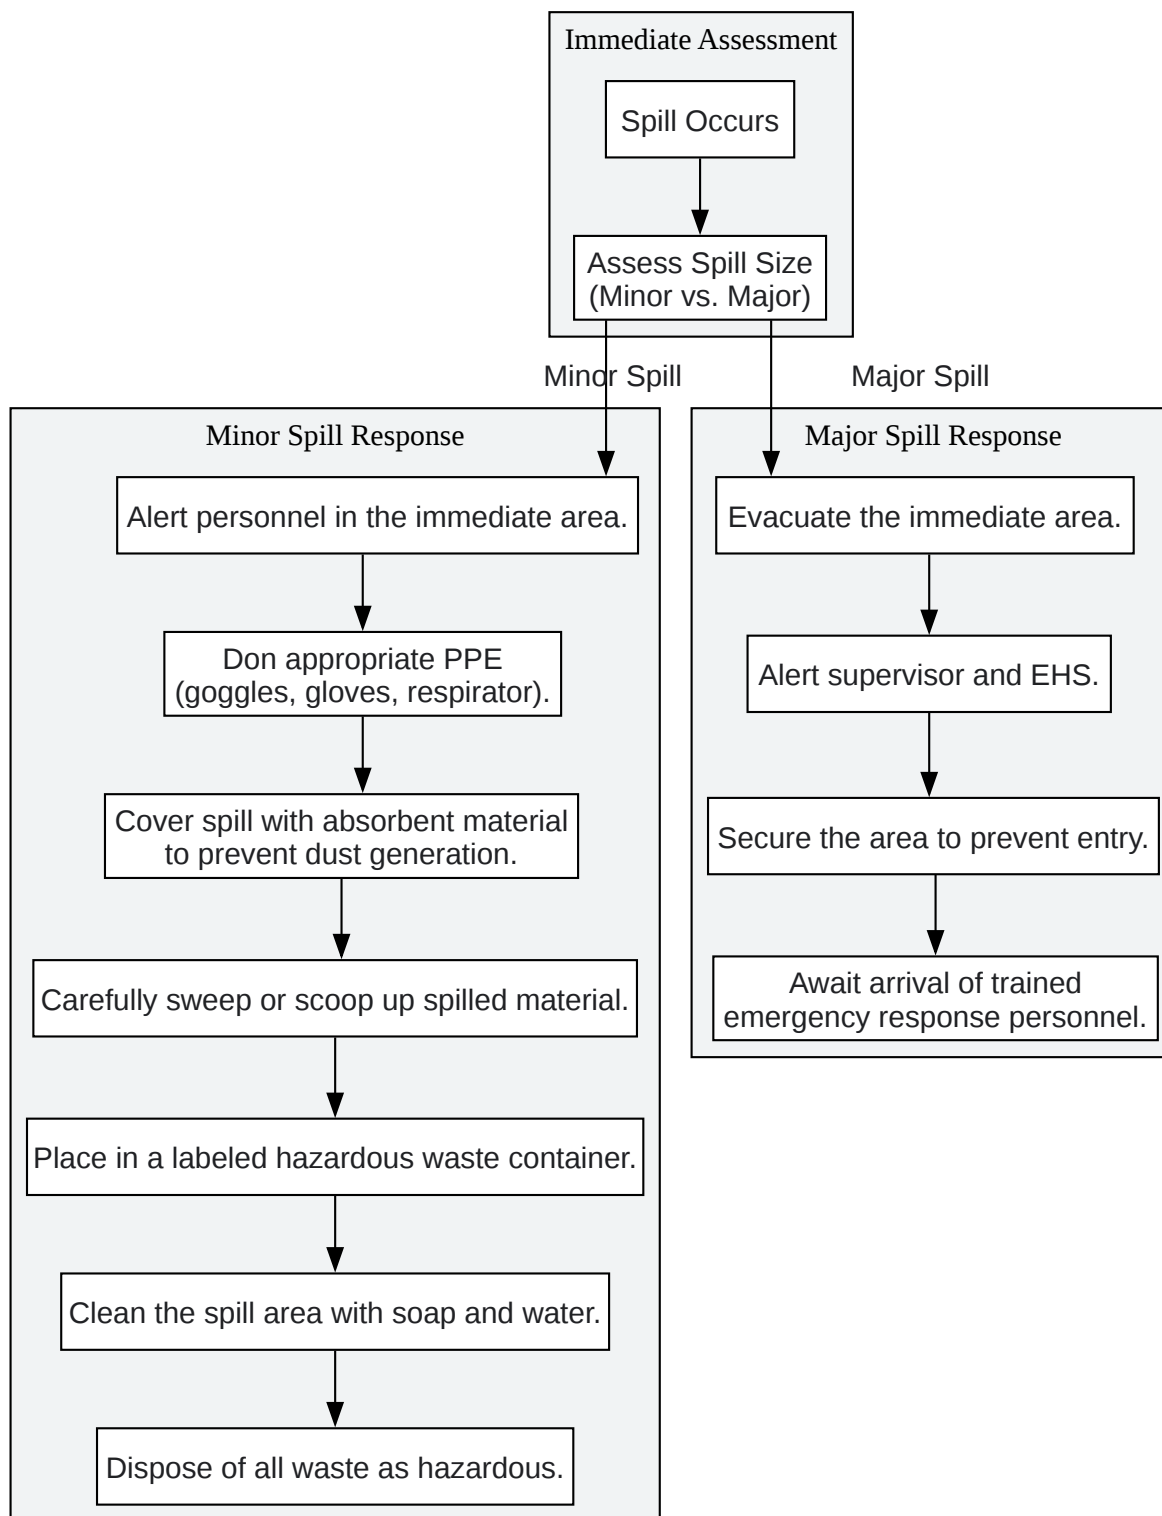 Immediate Assessment
Spill Occurs
Assess Spill Size
(Minor vs. Major)
Minor Spill
Major Spill
Minor Spill Response
Alert personnel in the immediate area.
Don appropriate PPE
(goggles, gloves, respirator).
Cover spill with absorbent material
to prevent dust generation.
Carefully sweep or scoop up spilled material.
Place in a labeled hazardous waste container.
Clean the spill area with soap and water.
Dispose of all waste as hazardous.
Major Spill Response
Evacuate the immediate area.
Alert supervisor and EHS.
Secure the area to prevent entry.
Await arrival of trained
emergency response personnel.